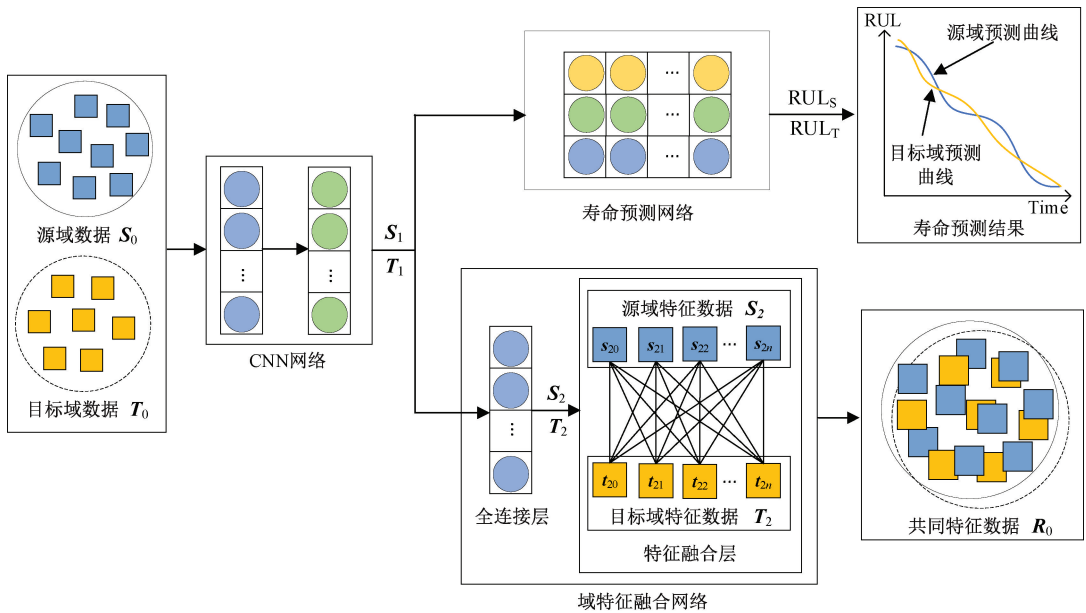 源域数据 S₀
目标域数据 T₀
⋮
⋮
CNN网络
S₁
T₁
···
···
···
寿命预测网络
RULₛ
RUL_T
RUL
源域预测曲线
目标域预测
曲线
Time
寿命预测结果
⋮
全连接层
S₂
T₂
源域特征数据 S₂
s₂₀ s₂₁ s₂₂ ··· s₂ₙ
t₂₀ t₂₁ t₂₂ ··· t₂ₙ
目标域特征数据 T₂
特征融合层
域特征融合网络
共同特征数据 R₀